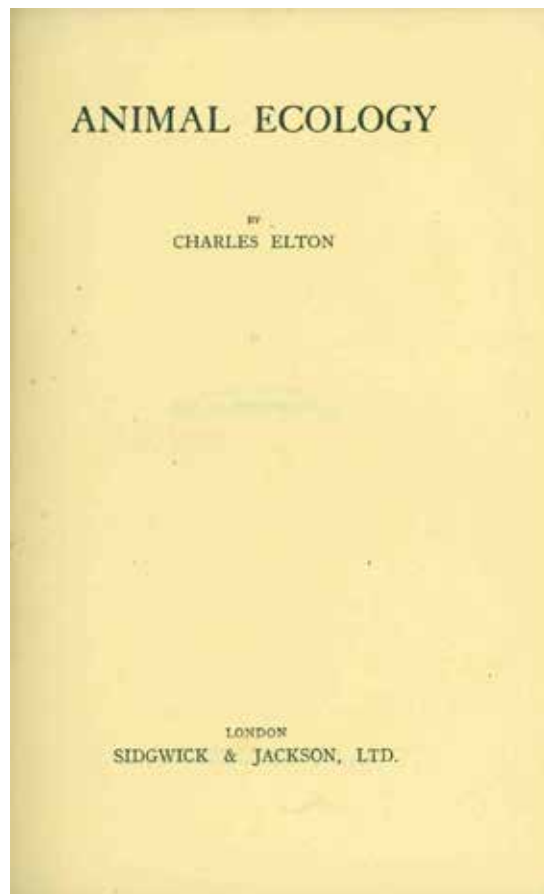 ANIMAL ECOLOGY
BY
CHARLES ELTON
LONDON
SIDGWICK & JACKSON, LTD.